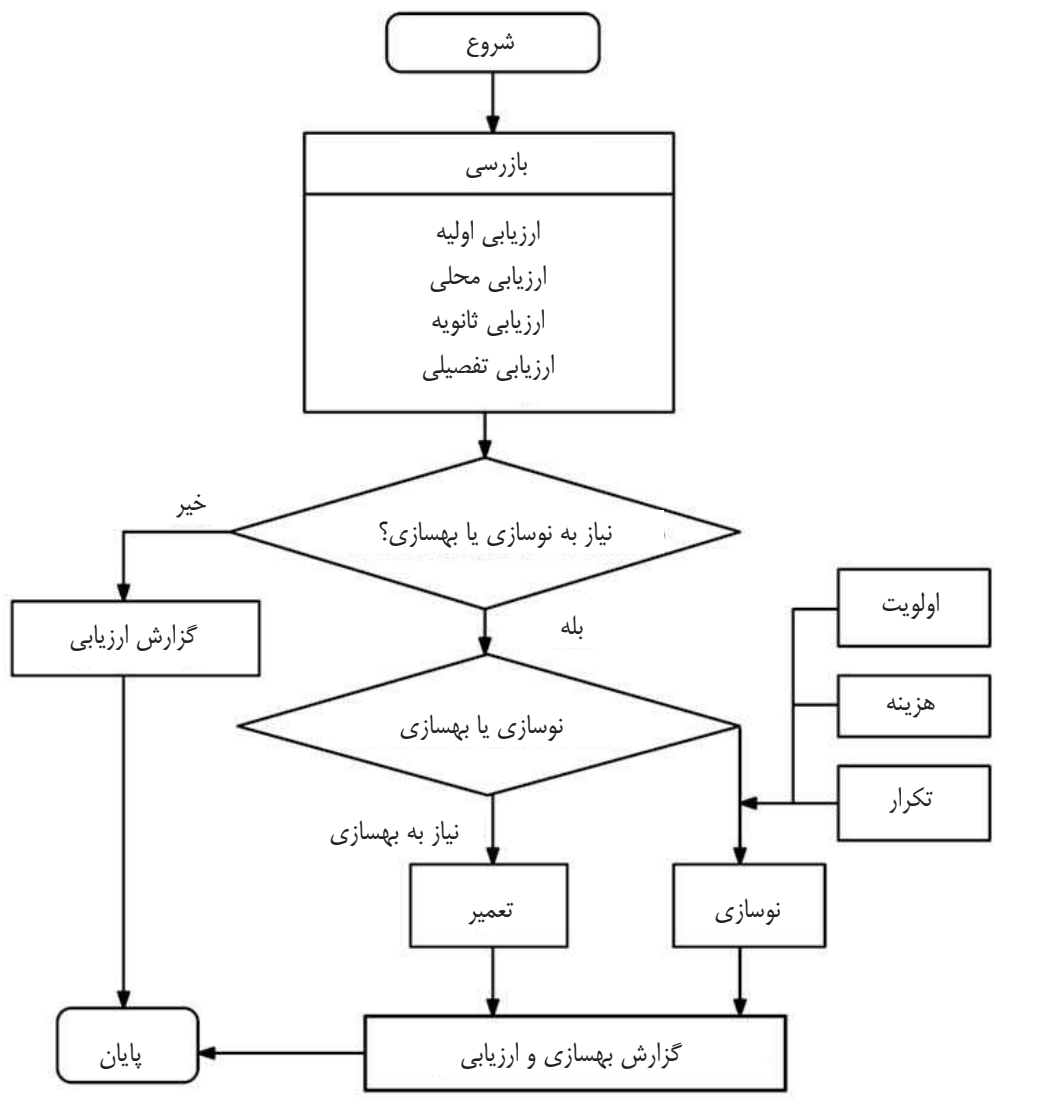 شروع
بازرسی
ارزیابی اولیه
ارزیابی محلی
ارزیابی ثانویه
ارزیابی تفصیلی
نیاز به نوسازی یا بهسازی؟
خیر
گزارش ارزیابی
بله
نوسازی یا بهسازی
اولویت
هزینه
تکرار
نیاز به بهسازی
تعمیر
نوسازی
گزارش بهسازی و ارزیابی
پایان